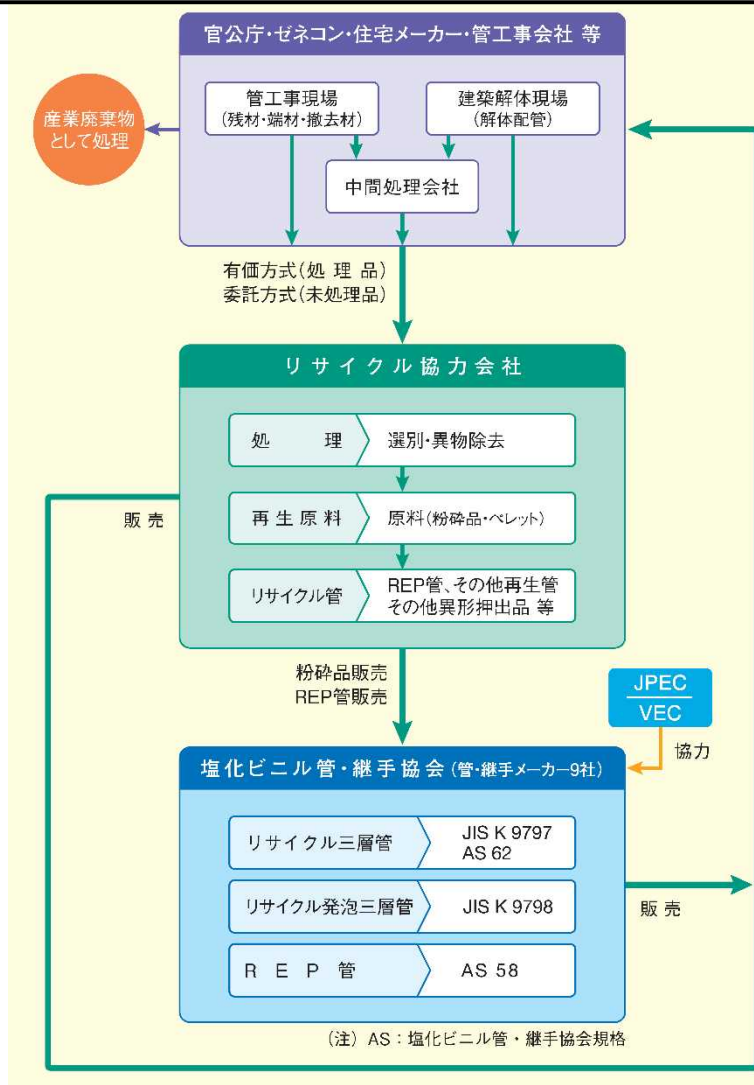 官公庁・ゼネコン・住宅メーカー・管工事会社 等
産業廃棄物
として処理
管工事現場
(残材・端材・撤去材)
建築解体現場
(解体配管)
中間処理会社
有価方式(処 理 品)
委託方式(未処理品)
リサイクル協力会社
処 理
選別・異物除去
販 売
再生原料
原料(粉砕品・ペレット)
リサイクル管
REP管、その他再生管
その他異形押出品 等
粉砕品販売
REP管販売
JPEC
VEC
協力
塩化ビニル管・継手協会(管・継手メーカー9社)
リサイクル三層管
JIS K 9797
AS 62
リサイクル発泡三層管
JIS K 9798
販 売
R E P 管
AS 58
(注) AS：塩化ビニル管・継手協会規格